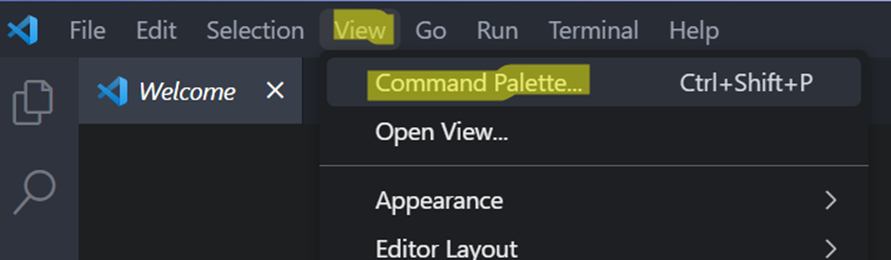 File Edit Selection View Go Run Terminal Help
Welcome
Command Palette... Ctrl+Shift+P
Open View...
Appearance
Editor Layout